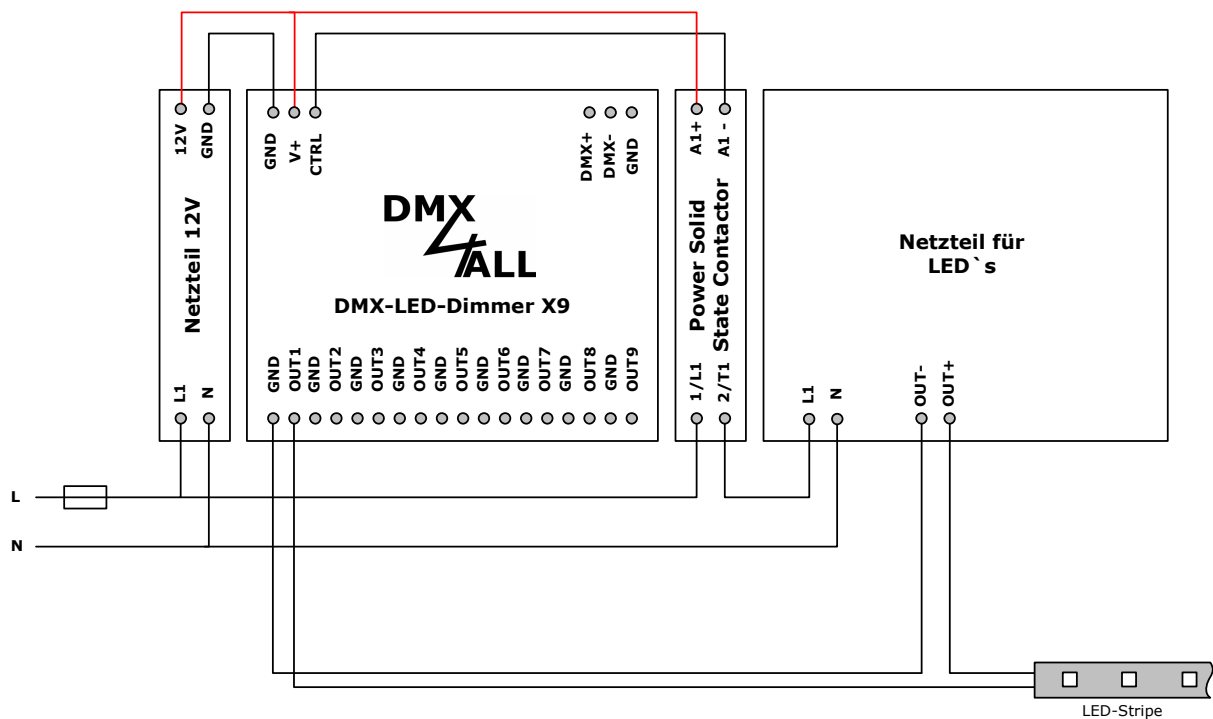 12V
GND
Netzteil 12V
L1
N
GND
V+
CTRL
DMX+
DMX-
GND
DMX
4
ALL
DMX-LED-Dimmer X9
GND
OUT1
GND
OUT2
GND
OUT3
GND
OUT4
GND
OUT5
GND
OUT6
GND
OUT7
GND
OUT8
GND
OUT9
A1+
A1 -
Power Solid
State Contactor
1/L1
2/T1
Netzteil für
LED`s
L1
N
OUT-
OUT+
L
N
LED-Stripe